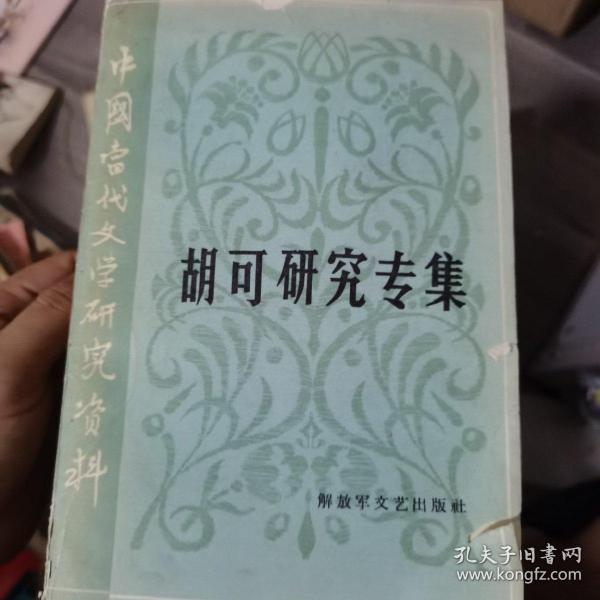 中國当代文学研究资料
胡可研究专集
解放军文艺出版社
孔夫子旧书网
www.kongfz.com